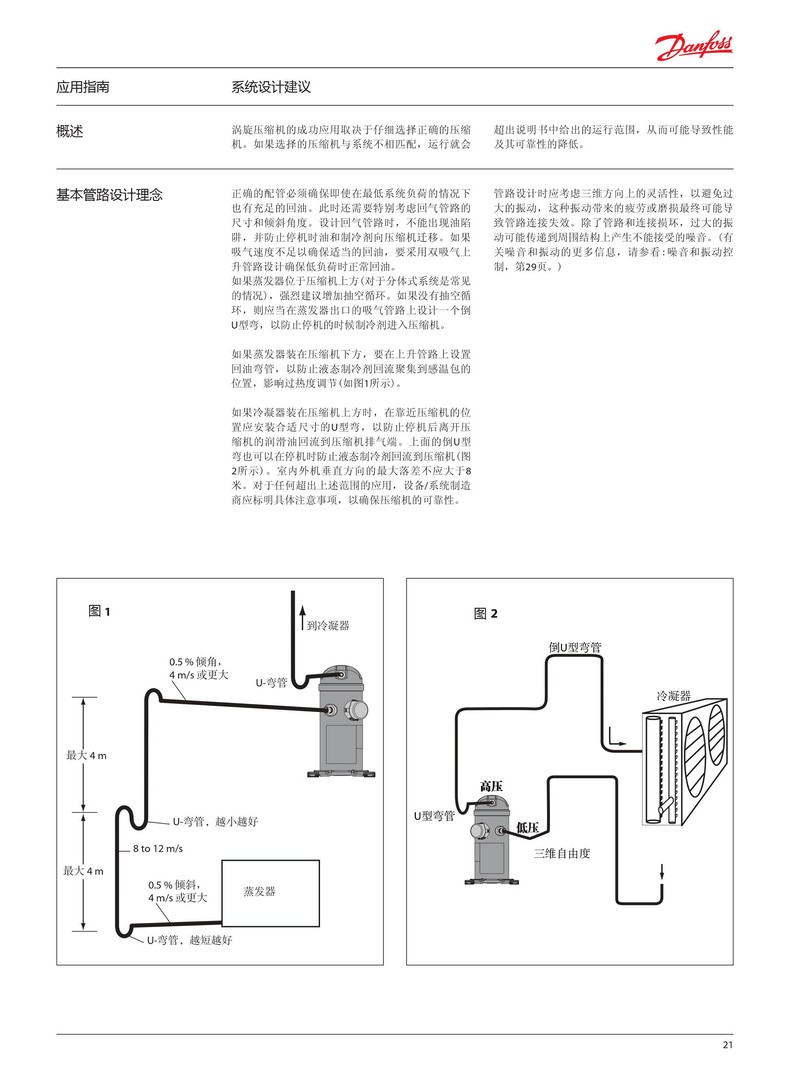 Danfoss
应用指南
系统设计建议
概述
涡旋压缩机的成功应用取决于仔细选择正确的压缩
机。如果选择的压缩机与系统不相匹配，运行就会
超出说明书中给出的运行范围，从而可能导致性能
及其可靠性的降低。
基本管路设计理念
正确的配管必须确保即使在最低系统负荷的情况下
也有充足的回油。此时还需要特别考虑回气管路的
尺寸和倾斜角度。设计回气管路时，不能出现油陷
阱，并防止停机时油和制冷剂向压缩机迁移。如果
吸气速度不足以确保适当的回油，要采用双吸气上
升管路设计确保低负荷时正常回油。
如果蒸发器位于压缩机上方(对于分体式系统是常见
的情况)，强烈建议增加抽空循环。如果没有抽空循
环，则应当在蒸发器出口的吸气管路上设计一个倒
U型弯，以防止停机的时候制冷剂进入压缩机。
如果蒸发器装在压缩机下方，要在上升管路上设置
回油弯管，以防止液态制冷剂回流聚集到感温包的
位置，影响过热度调节(如图1所示)。
如果冷凝器装在压缩机上方时，在靠近压缩机的位
置应安装合适尺寸的U型弯，以防止停机后离开压
缩机的润滑油回流到压缩机排气端。上面的倒U型
弯也可以在停机时防止液态制冷剂回流到压缩机(图
2所示)。室内外机垂直方向的最大落差不应大于8
米。对于任何超出上述范围的应用，设备/系统制造
商应标明具体注意事项，以确保压缩机的可靠性。
管路设计时应考虑三维方向上的灵活性，以避免过
大的振动，这种振动带来的疲劳或磨损最终可能导
致管路连接失效。除了管路和连接损坏，过大的振
动可能传递到周围结构上产生不能接受的噪音。(有
关噪音和振动的更多信息，请参看:噪音和振动控
制，第29页。)
图 1
到冷凝器
0.5 % 倾角，
4 m/s 或更大
U-弯管
最大 4 m
U-弯管，越小越好
8 to 12 m/s
最大 4 m
0.5 % 倾斜，
4 m/s 或更大
蒸发器
U-弯管，越短越好
图 2
倒U型弯管
冷凝器
高压
U型弯管
低压
三维自由度
21